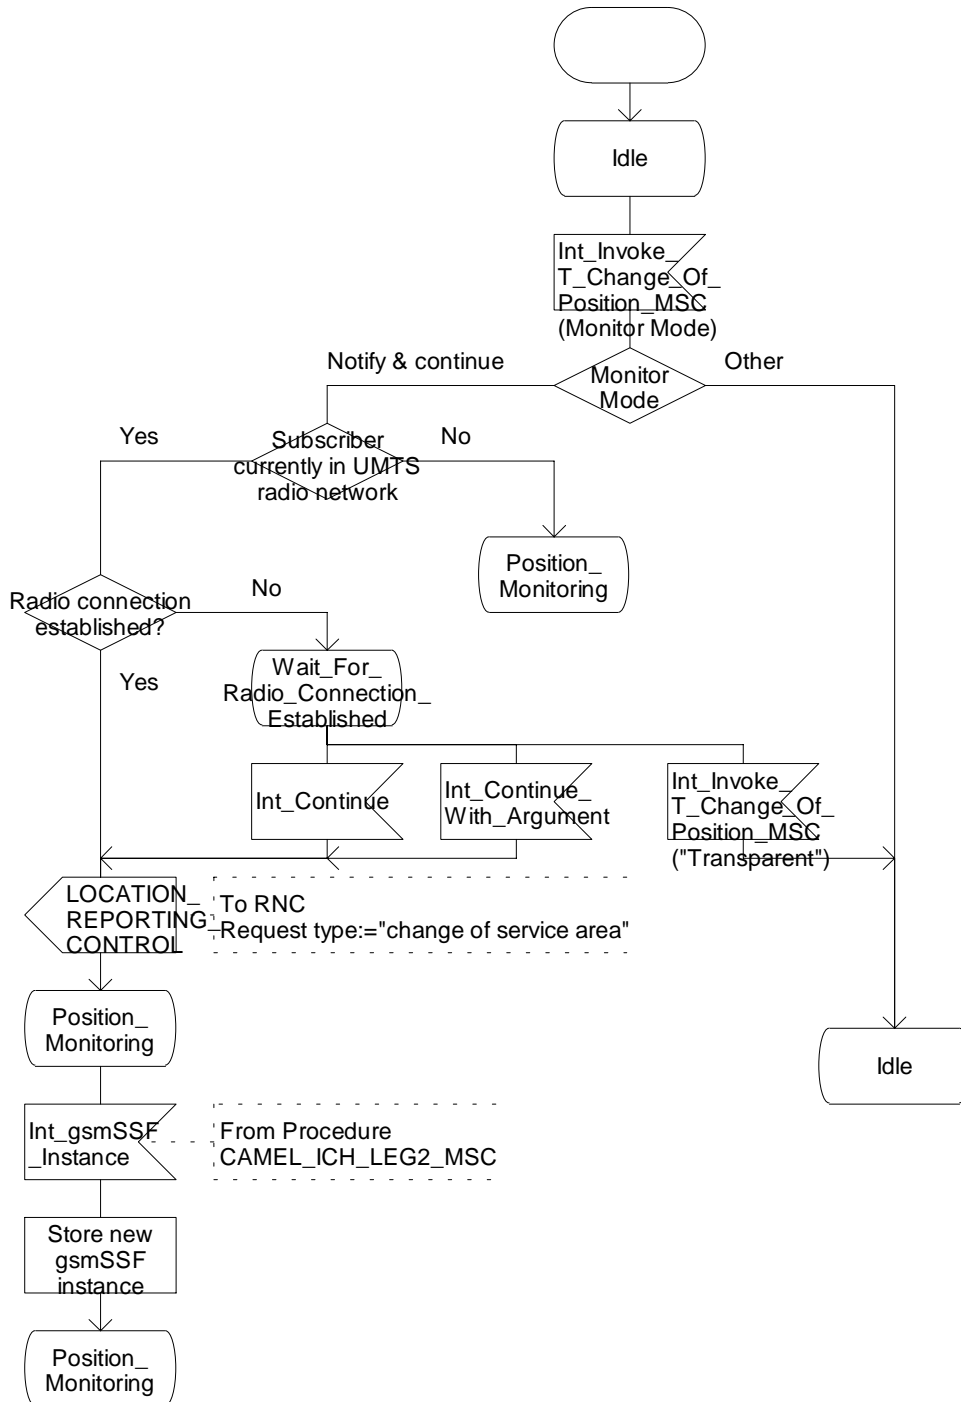 Idle
Int_Invoke_
T_Change_Of_
Position_MSC
(Monitor Mode)
Notify & continue
Monitor
Mode
Other
Yes
Subscriber
currently in UMTS
radio network
No
Position_
Monitoring
Radio connection
established?
No
Yes
Wait_For_
Radio_Connection_
Established
Int_Continue
Int_Continue_
With_Argument
Int_Invoke_
T_Change_Of_
Position_MSC
("Transparent")
LOCATION_
REPORTING_
CONTROL
To RNC
Request type:="change of service area"
Position_
Monitoring
Idle
Int_gsmSSF
_Instance
From Procedure
CAMEL_ICH_LEG2_MSC
Store new
gsmSSF
instance
Position_
Monitoring